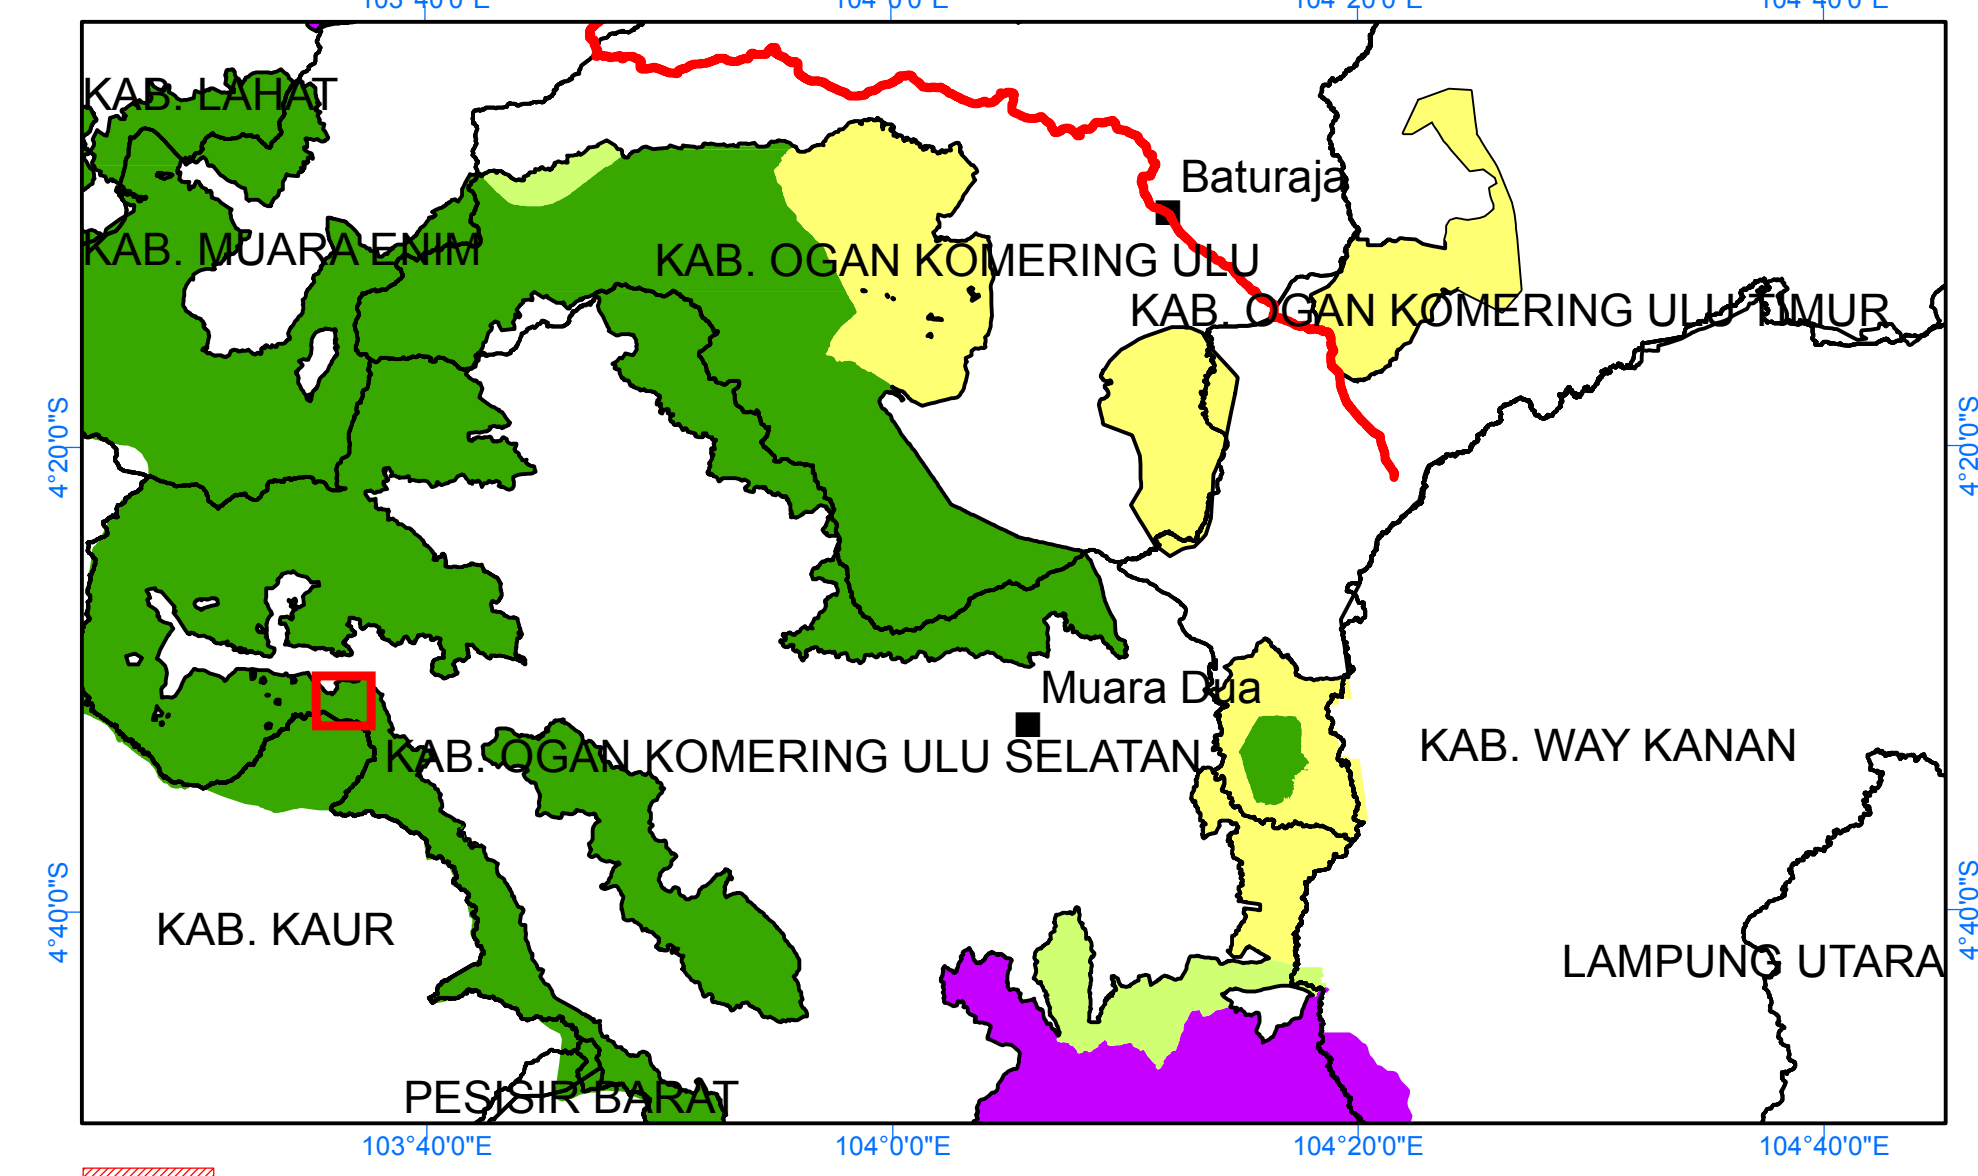 103°40'0"E 104°0'0"E 104°20'0"E 104°40'0"E
KAB. LAHAT
Baturaja
KAB. MUARA ENIM
KAB. OGAN KOMERING ULU
KAB. OGAN KOMERING ULU TIMUR
4°20'0"S 4°20'0"S
Muara Dua
KAB. OGAN KOMERING ULU SELATAN
KAB. WAY KANAN
4°40'0"S 4°40'0"S
KAB. KAUR
LAMPUNG UTARA
PESISIR BARAT
103°40'0"E 104°0'0"E 104°20'0"E 104°40'0"E